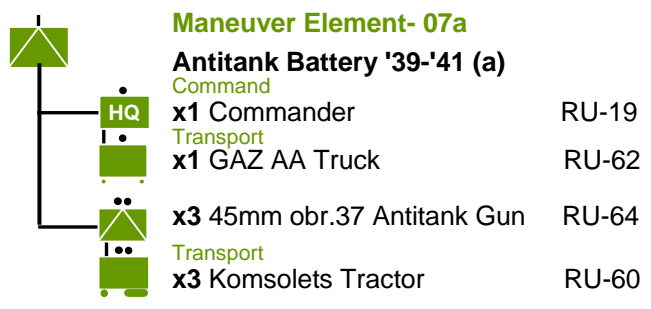 Maneuver Element- 07a
Antitank Battery '39-'41 (a)
Command
HQ x1 Commander RU-19
Transport
x1 GAZ AA Truck RU-62
x3 45mm obr.37 Antitank Gun RU-64
Transport
x3 Komsolets Tractor RU-60